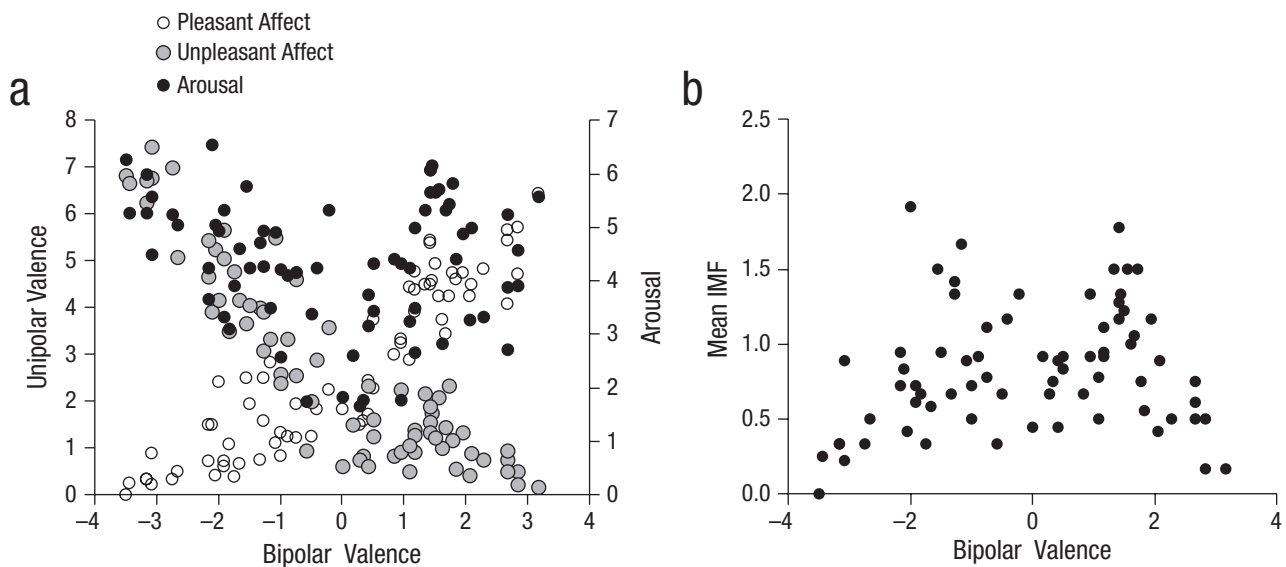 Pleasant Affect
Unpleasant Affect
Arousal
a
8
7
6
5
4
3
2
1
0
Unipolar Valence
7
6
5
4
3
2
1
0
Arousal
–4 –3 –2 –1 0 1 2 3 4
Bipolar Valence
b
2.5
2.0
1.5
1.0
0.5
0.0
Mean IMF
–4 –2 0 2 4
Bipolar Valence